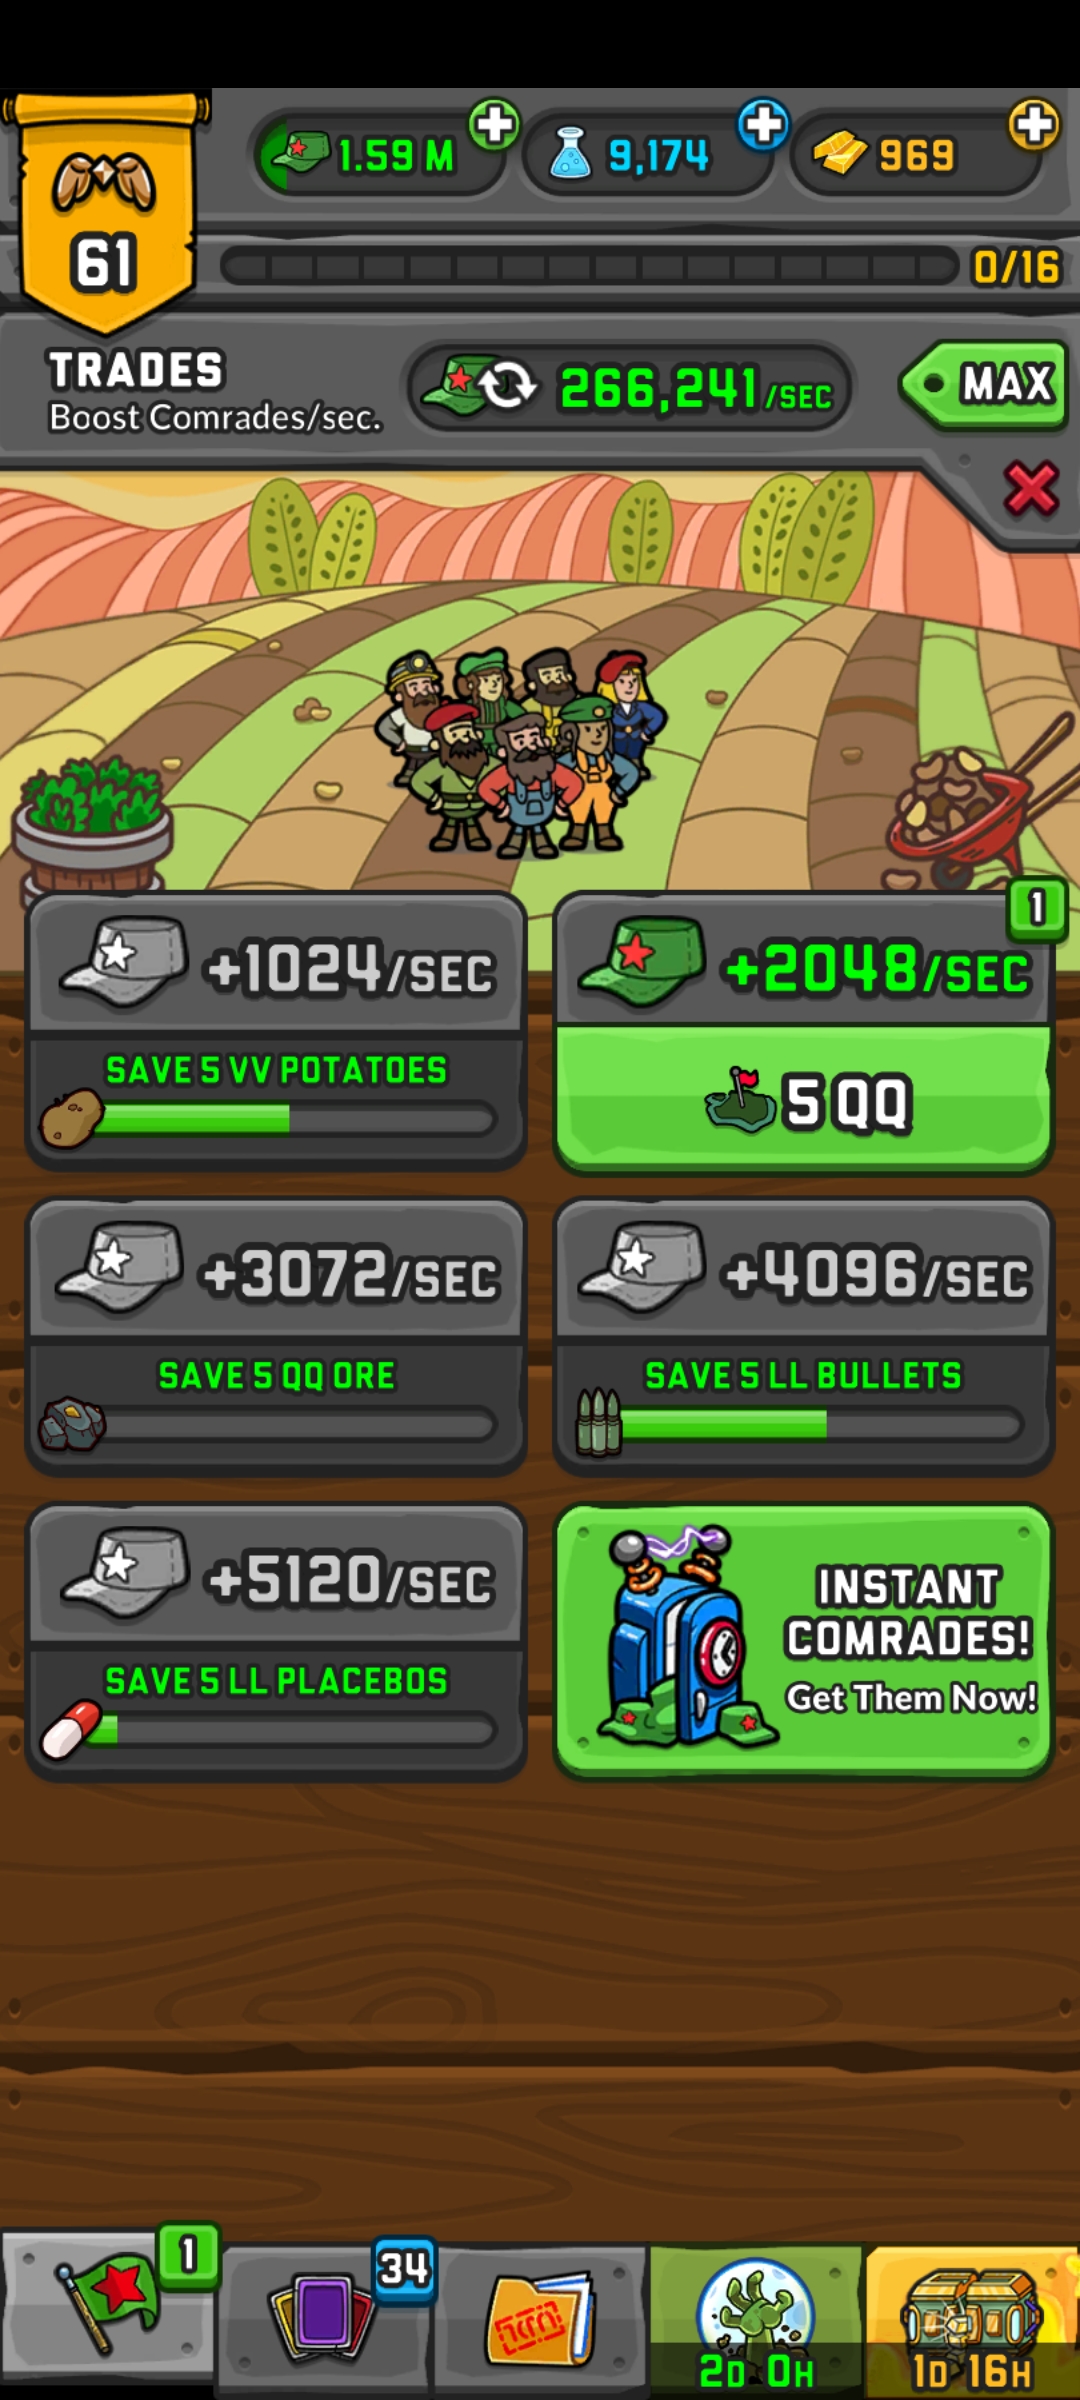 61
1.59 M
9,174
969
0/16
TRADES
Boost Comrades/sec.
266,241/SEC
MAX
+1024/SEC
SAVE 5 VV POTATOES
1
+2048/SEC
5 QQ
+3072/SEC
SAVE 5 QQ ORE
+4096/SEC
SAVE 5 LL BULLETS
+5120/SEC
SAVE 5 LL PLACEBOS
INSTANT
COMRADES!
Get Them Now!
1
34
2D 0H
1D 16H